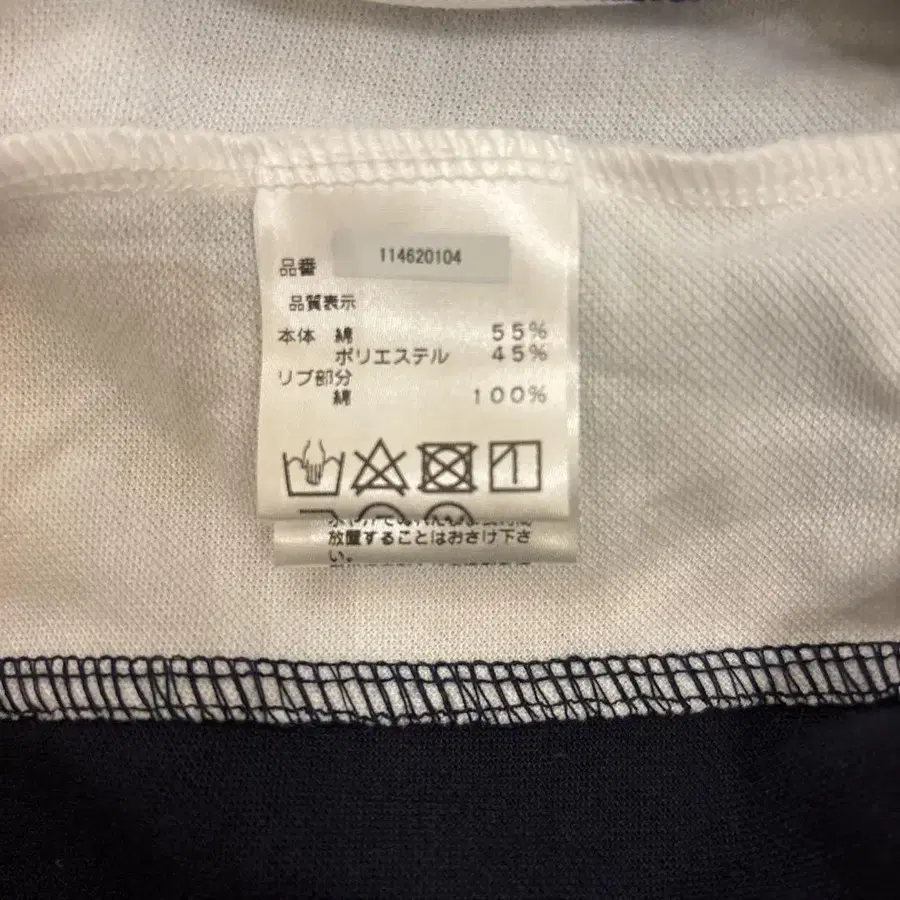 品番 114620104
品質表示
本体 綿 55%
ポリエステル 45%
リブ部分
綿 100%
放置することはおさけ下さ
い。